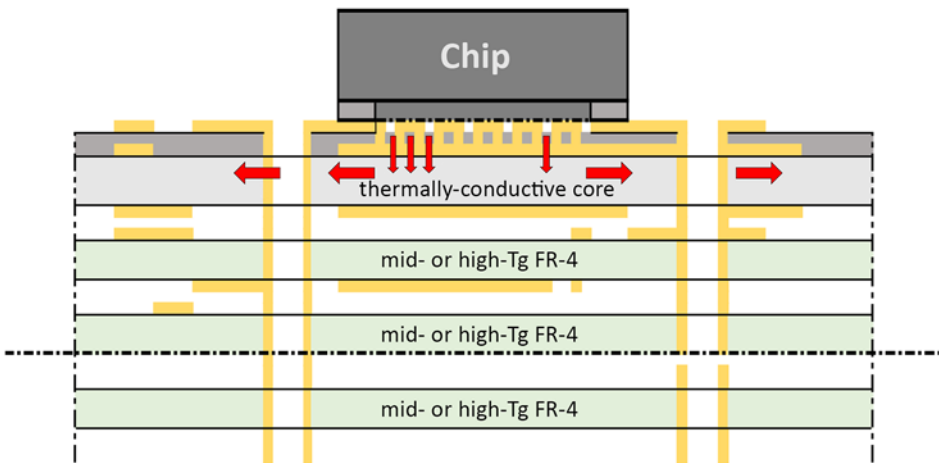 Chip
thermally-conductive core
mid- or high-Tg FR-4
mid- or high-Tg FR-4
mid- or high-Tg FR-4